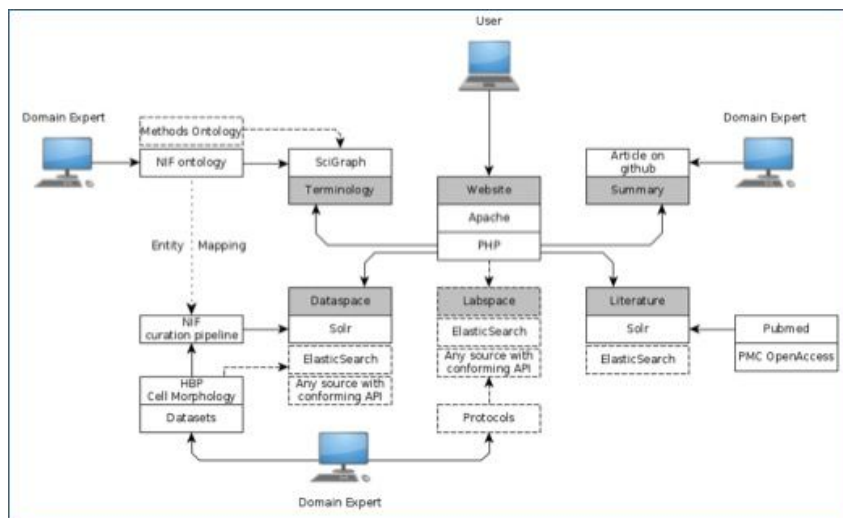 User
Domain Expert
Methods Ontology
NIF ontology
SciGraph
Terminology
Website
Apache
PHP
Article on
github
Summary
Domain Expert
Entity Mapping
NIF
curation pipeline
Dataspace
Solr
ElasticSearch
Any source with
conforming API
Labspace
ElasticSearch
Any source with
conforming API
Literature
Solr
ElasticSearch
Pubmed
PMC OpenAccess
HBP
Cell Morphology
Datasets
Protocols
Domain Expert